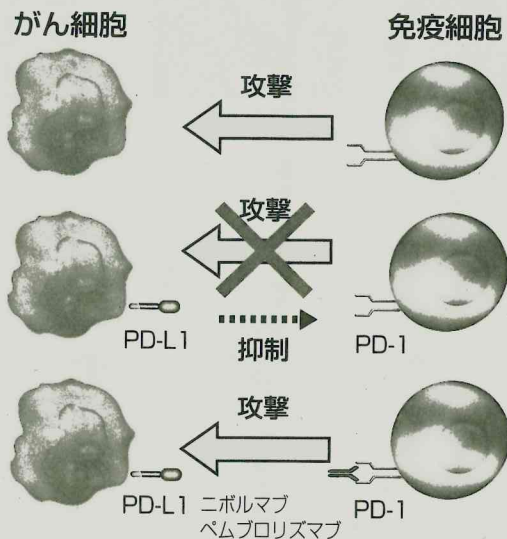 がん細胞 免疫細胞
攻撃
攻撃
PD-L1 抑制 PD-1
攻撃
PD-L1 ニボルマブ PD-1
ペムブロリズマブ